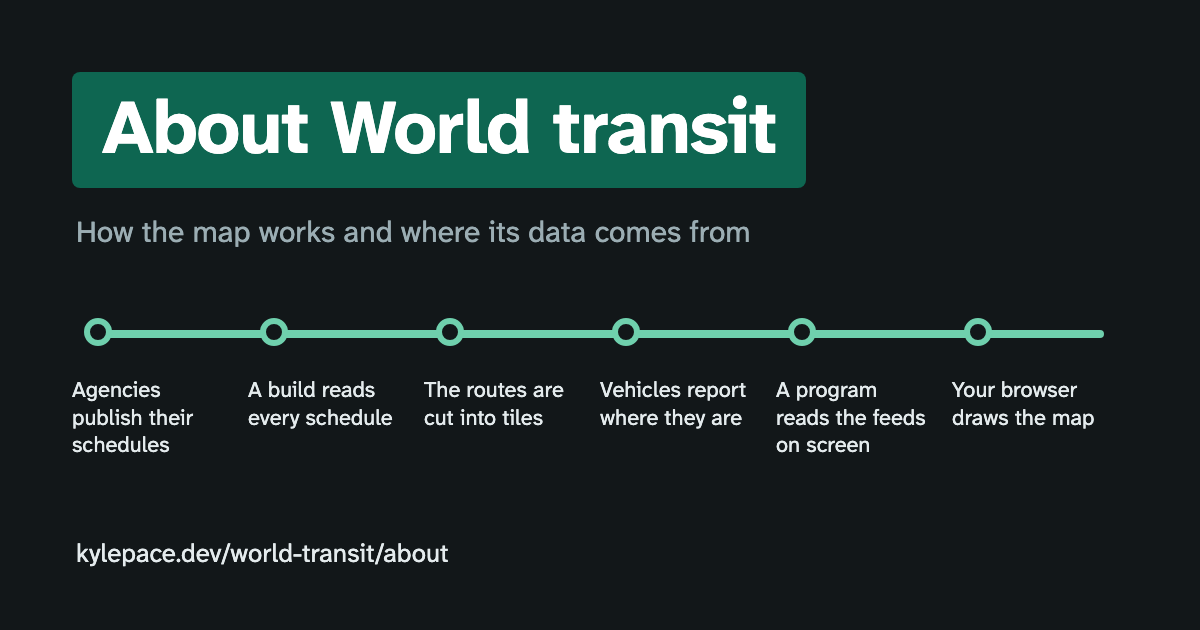 About World transit
How the map works and where its data comes from
Agencies
publish their
schedules
A build reads
every schedule
The routes are
cut into tiles
Vehicles report
where they are
A program
reads the feeds
on screen
Your browser
draws the map
kylepace.dev/world-transit/about